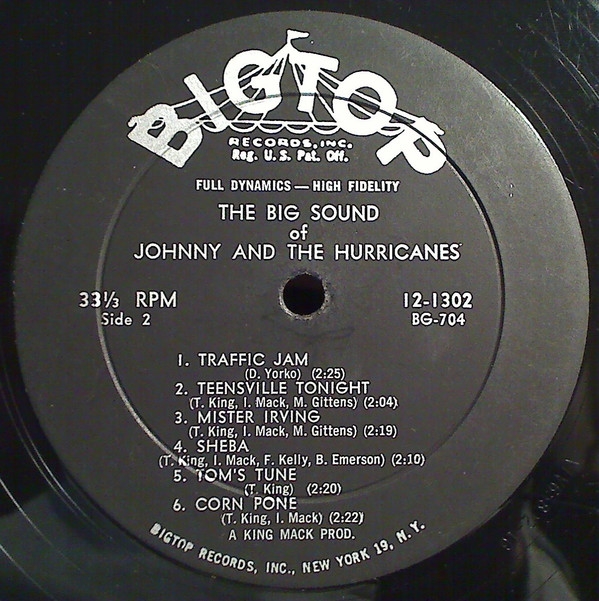 BIGTOP
RECORDS, INC.
Reg. U.S. Pat. Off.
FULL DYNAMICS — HIGH FIDELITY
THE BIG SOUND
of
JOHNNY AND THE HURRICANES
33⅓ RPM 12-1302
Side 2 BG-704
1. TRAFFIC JAM
(D. Yorko) (2:25)
2. TEENSVILLE TONIGHT
(T. King, I. Mack, M. Gittens) (2:04)
3. MISTER IRVING
(T. King, I. Mack, M. Gittens) (2:19)
4. SHEBA
(T. King, I. Mack, F. Kelly, B. Emerson) (2:10)
5. TOM'S TUNE
(T. King) (2:20)
6. CORN PONE
(T. King, I. Mack) (2:22)
A KING MACK PROD.
BIGTOP RECORDS, INC., NEW YORK 19, N.Y.